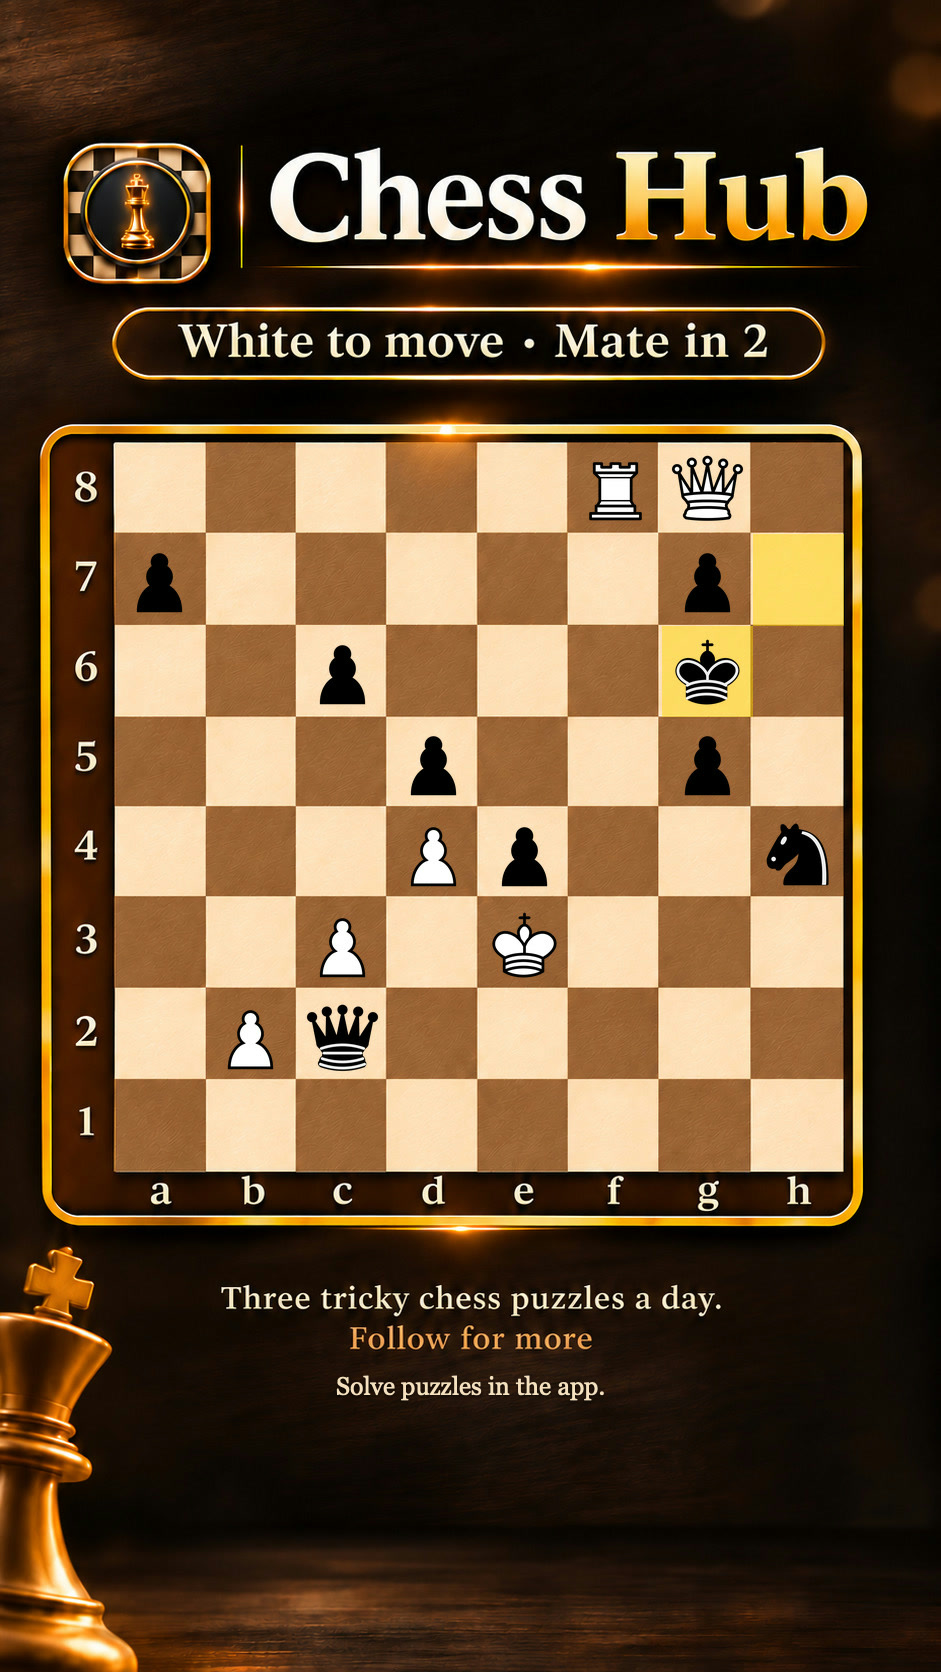 Chess Hub
White to move • Mate in 2
8
7
6
5
4
3
2
1
a b c d e f g h
Three tricky chess puzzles a day.
Follow for more
Solve puzzles in the app.